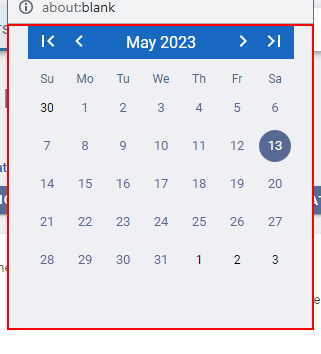 about:blank
May 2023
Su Mo Tu We Th Fr Sa
30 1 2 3 4 5 6
7 8 9 10 11 12 13
14 15 16 17 18 19 20
21 22 23 24 25 26 27
28 29 30 31 1 2 3